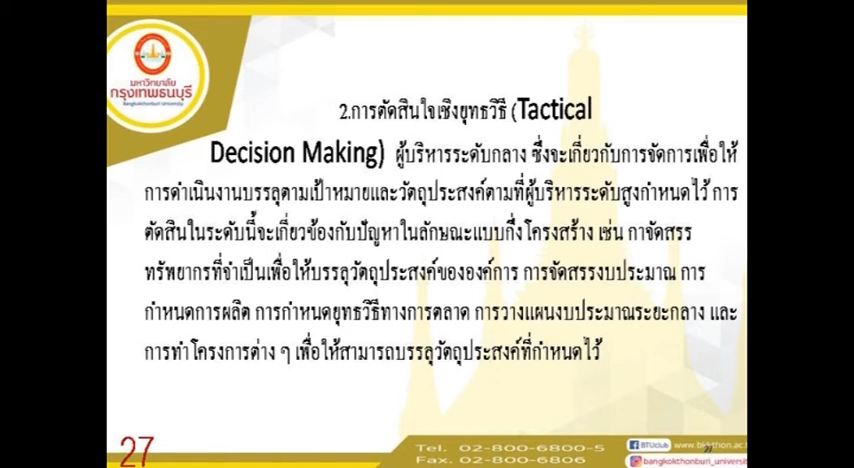 มหาวิทยาลัย
กรุงเทพธนบุรี
Bangkokthonburi University
2.การตัดสินใจเชิงยุทธวิธี (Tactical
Decision Making) ผู้บริหารระดับกลาง ซึ่งจะเกี่ยวกับการจัดการเพื่อให้
การดำเนินงานบรรลุตามเป้าหมายและวัตถุประสงค์ตามที่ผู้บริหารระดับสูงกำหนดไว้ การ
ตัดสินในระดับนี้จะเกี่ยวข้องกับปัญหาในลักษณะแบบกึ่งโครงสร้าง เช่น กาจัดสรร
ทรัพยากรที่จำเป็นเพื่อให้บรรลุวัตถุประสงค์ขององค์การ การจัดสรรงบประมาณ การ
กำหนดการผลิต การกำหนดยุทธวิธีทางการตลาด การวางแผนงบประมาณระยะกลาง และ
การทำโครงการต่าง ๆ เพื่อให้สามารถบรรลุวัตถุประสงค์ที่กำหนดไว้
27
Tel. 02-800-6800-5
Fax. 02-800-6806
BTUclub
bangkokthonburi_universit